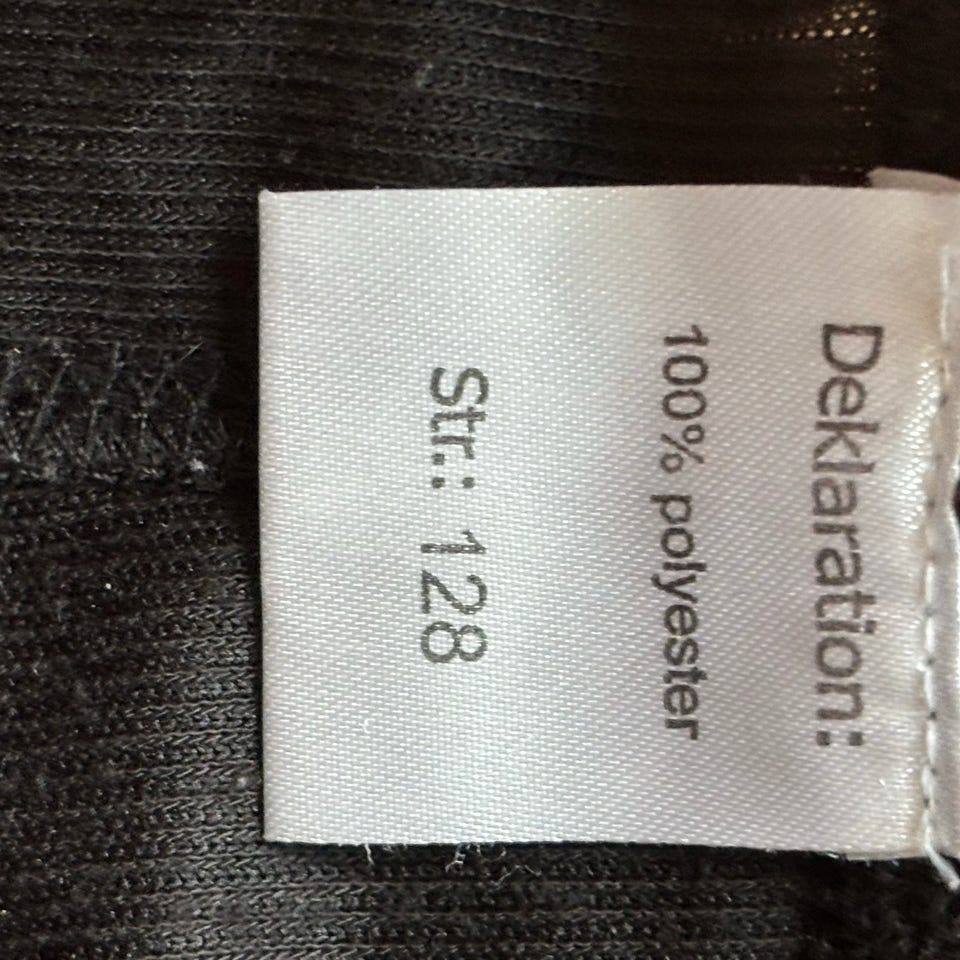 Deklaration:
100% polyester
Str.: 128